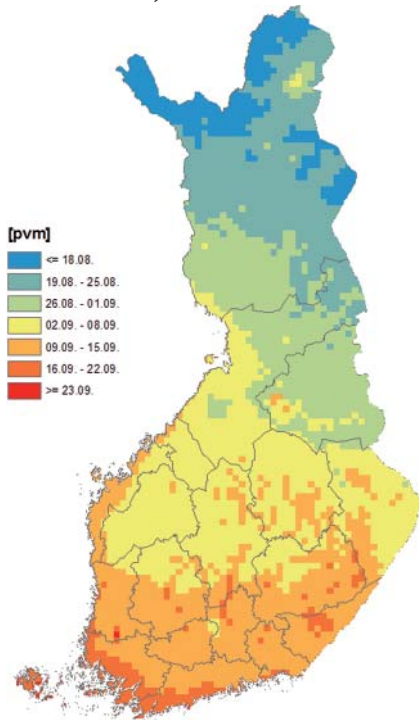 [pvm]
<= 18.08.
19.08. - 25.08.
26.08. - 01.09.
02.09. - 08.09.
09.09. - 15.09.
16.09. - 22.09.
>= 23.09.